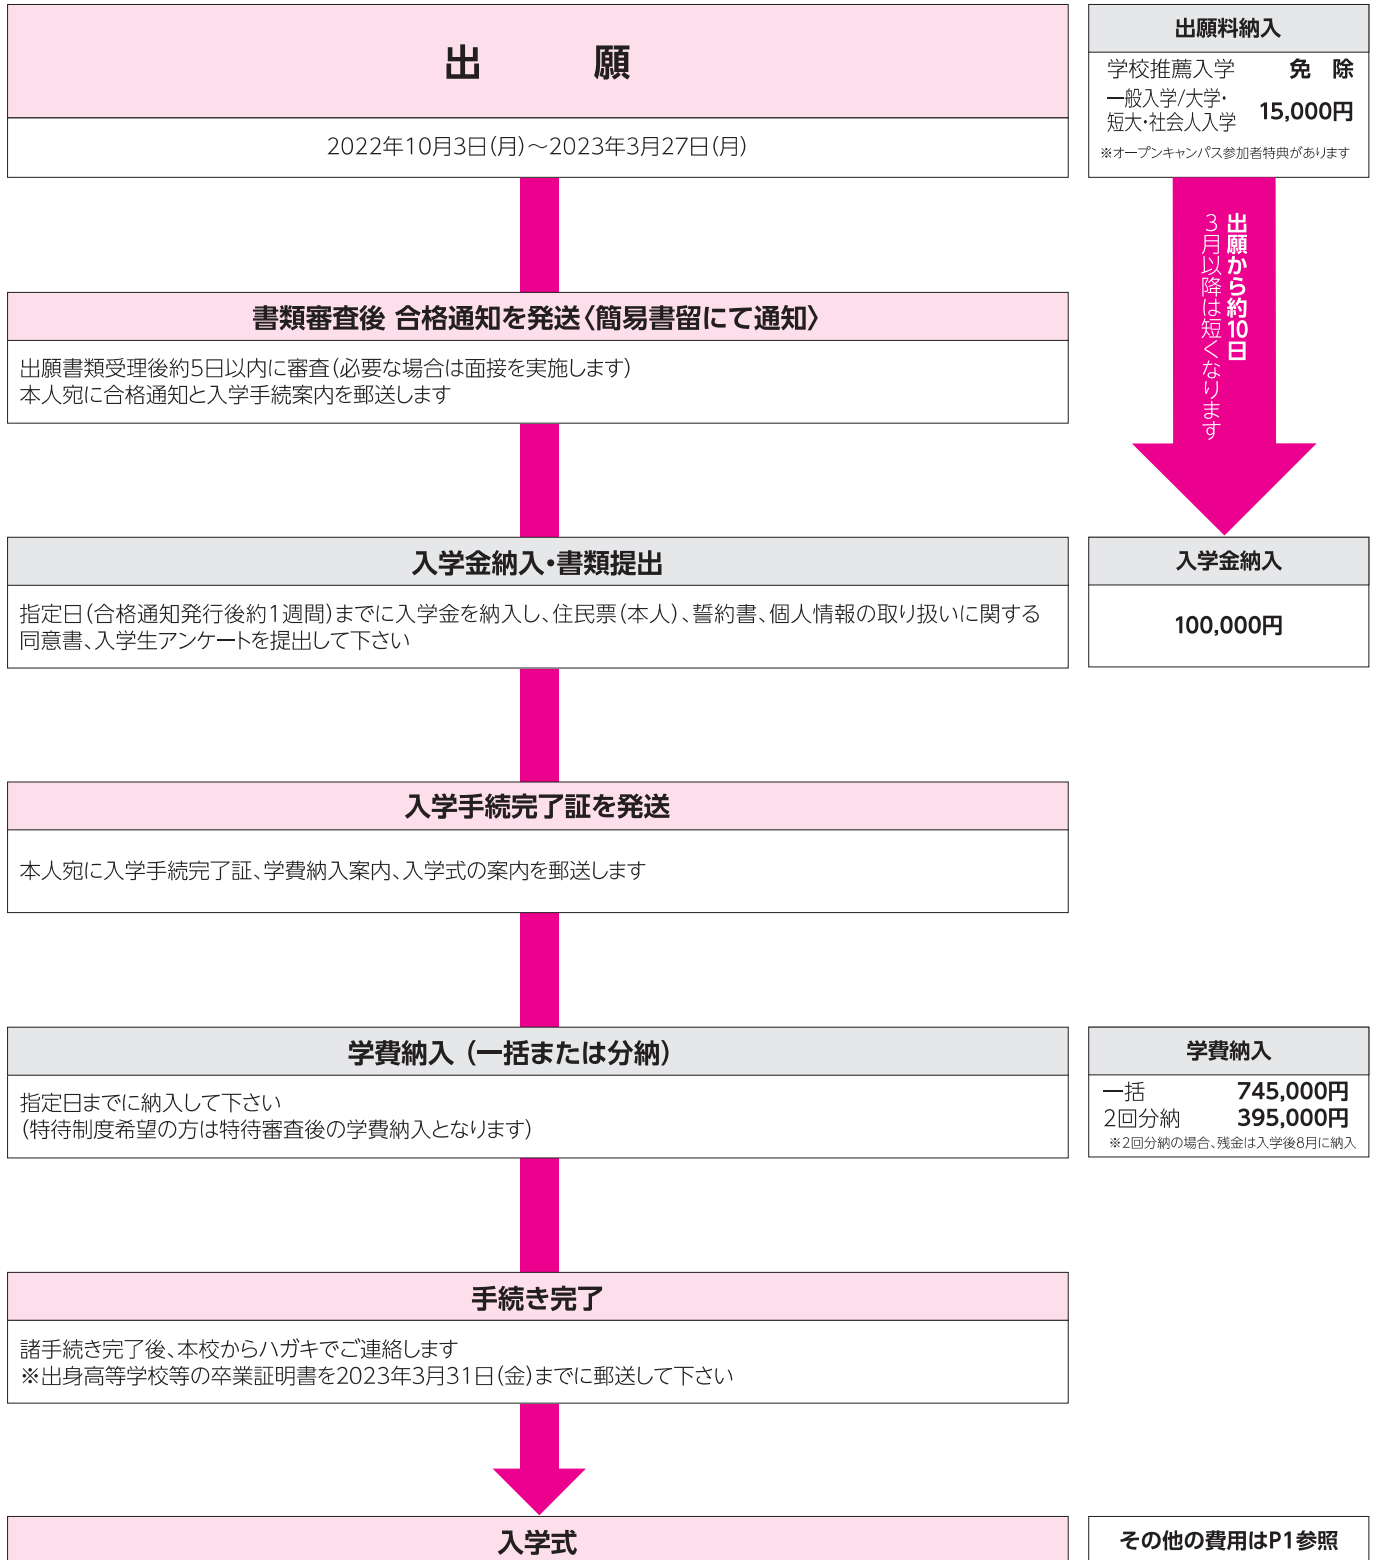 出　　　願
2022年10月3日(月)～2023年3月27日(月)
出願料納入
学校推薦入学　免　除
一般入学/大学・
短大・社会人入学　15,000円
※オープンキャンパス参加者特典があります
出願から約10日
3月以降は短くなります
書類審査後 合格通知を発送〈簡易書留にて通知〉
出願書類受理後約5日以内に審査(必要な場合は面接を実施します)
本人宛に合格通知と入学手続案内を郵送します
入学金納入・書類提出
指定日(合格通知発行後約1週間)までに入学金を納入し、住民票(本人)、誓約書、個人情報の取り扱いに関する
同意書、入学生アンケートを提出して下さい
入学金納入
100,000円
入学手続完了証を発送
本人宛に入学手続完了証、学費納入案内、入学式の案内を郵送します
学費納入(一括または分納)
指定日までに納入して下さい
(特待制度希望の方は特待審査後の学費納入となります)
学費納入
一括　745,000円
2回分納　395,000円
※2回分納の場合、残金は入学後8月に納入
手続き完了
諸手続き完了後、本校からハガキでご連絡します
※出身高等学校等の卒業証明書を2023年3月31日(金)までに郵送して下さい
入学式
その他の費用はP1参照